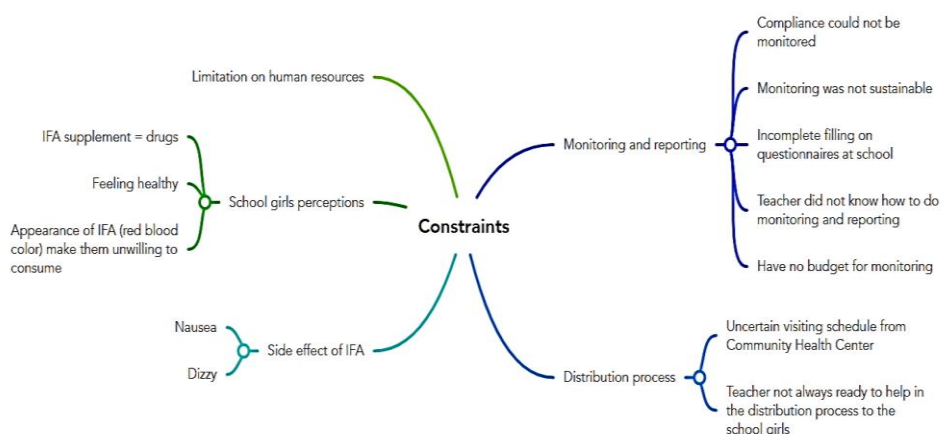 Constraints
Limitation on human resources
School girls perceptions
IFA supplement = drugs
Feeling healthy
Appearance of IFA (red blood
color) make them unwilling to
consume
Side effect of IFA
Nausea
Dizzy
Monitoring and reporting
Compliance could not be
monitored
Monitoring was not sustainable
Incomplete filling on
questionnaires at school
Teacher did not know how to do
monitoring and reporting
Have no budget for monitoring
Distribution process
Uncertain visiting schedule from
Community Health Center
Teacher not always ready to help in
the distribution process to the
school girls